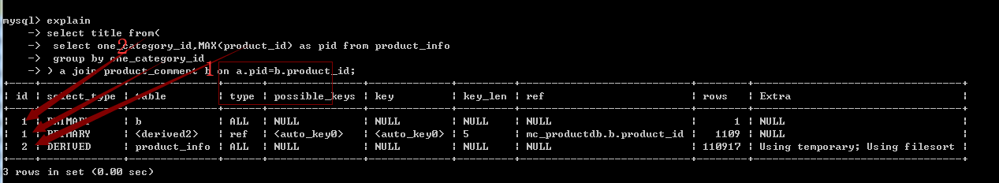 mysql> explain
-> select title from(
-> select one_category_id,MAX(product_id) as pid from product_info
-> group by one_category_id
-> ) a join product_comment b on a.pid=b.product_id;
2
1
| id | select_type | table | type | possible_keys | key | key_len | ref | rows | Extra |
| 1 | PRIMARY | b | ALL | NULL | NULL | NULL | NULL | 1 | NULL |
| 1 | PRIMARY | <derived2> | ref | <auto_key0> | <auto_key0> | 5 | mc_productdb.b.product_id | 1109 | NULL |
| 2 | DERIVED | product_info | ALL | NULL | NULL | NULL | NULL | 110917 | Using temporary; Using filesort |
3 rows in set (0.00 sec)